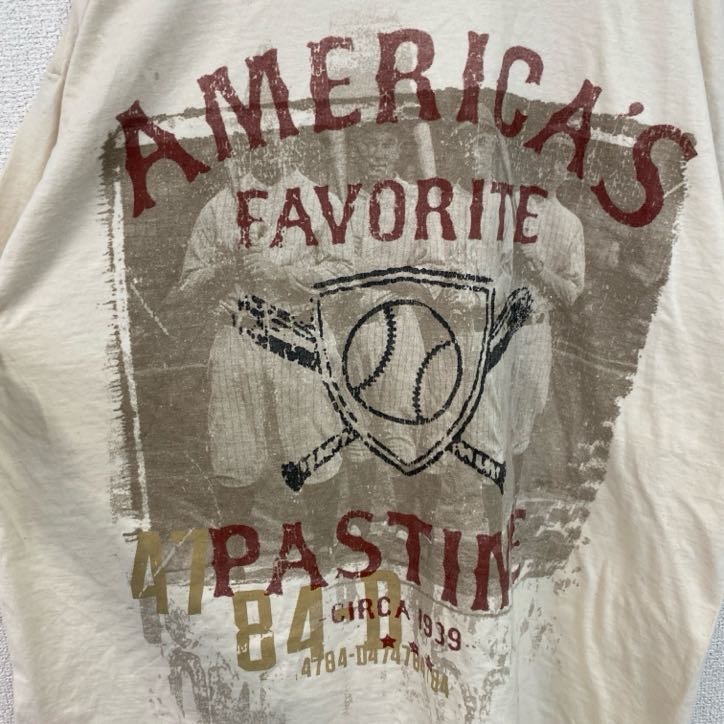 AMERICA'S
FAVORITE
PASTIME
47
84 D
CIRCA 1939